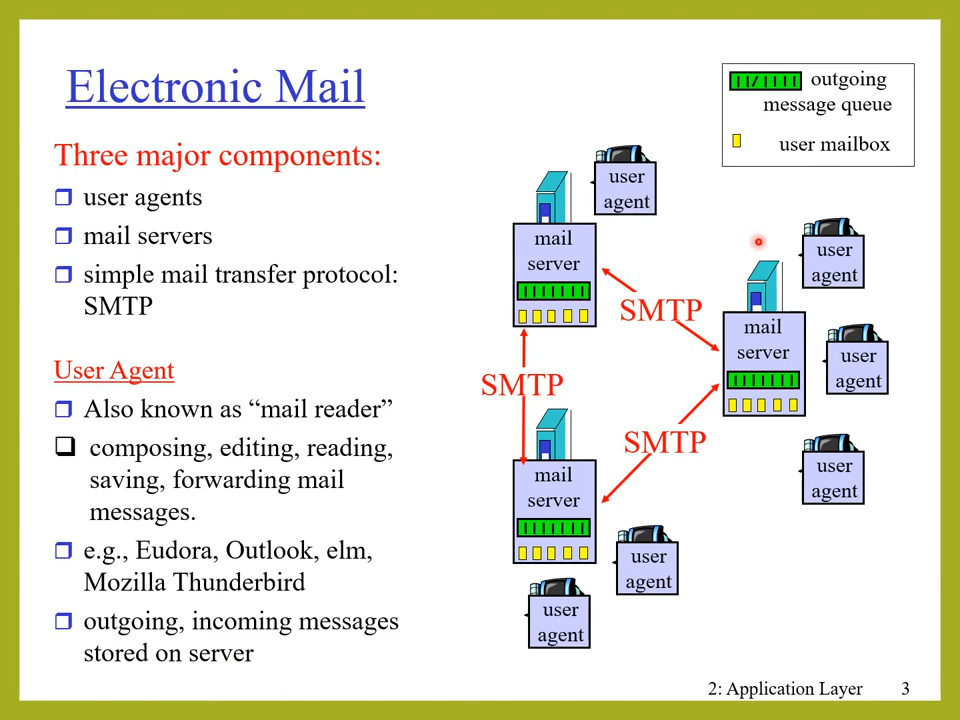 Electronic Mail
Three major components:
user agents
mail servers
simple mail transfer protocol:
SMTP
User Agent
Also known as “mail reader”
composing, editing, reading,
saving, forwarding mail
messages.
e.g., Eudora, Outlook, elm,
Mozilla Thunderbird
outgoing, incoming messages
stored on server
outgoing
message queue
user mailbox
user
agent
mail
server
SMTP
user
agent
mail
server
user
agent
SMTP
SMTP
mail
server
user
agent
user
agent
user
agent
2: Application Layer
3